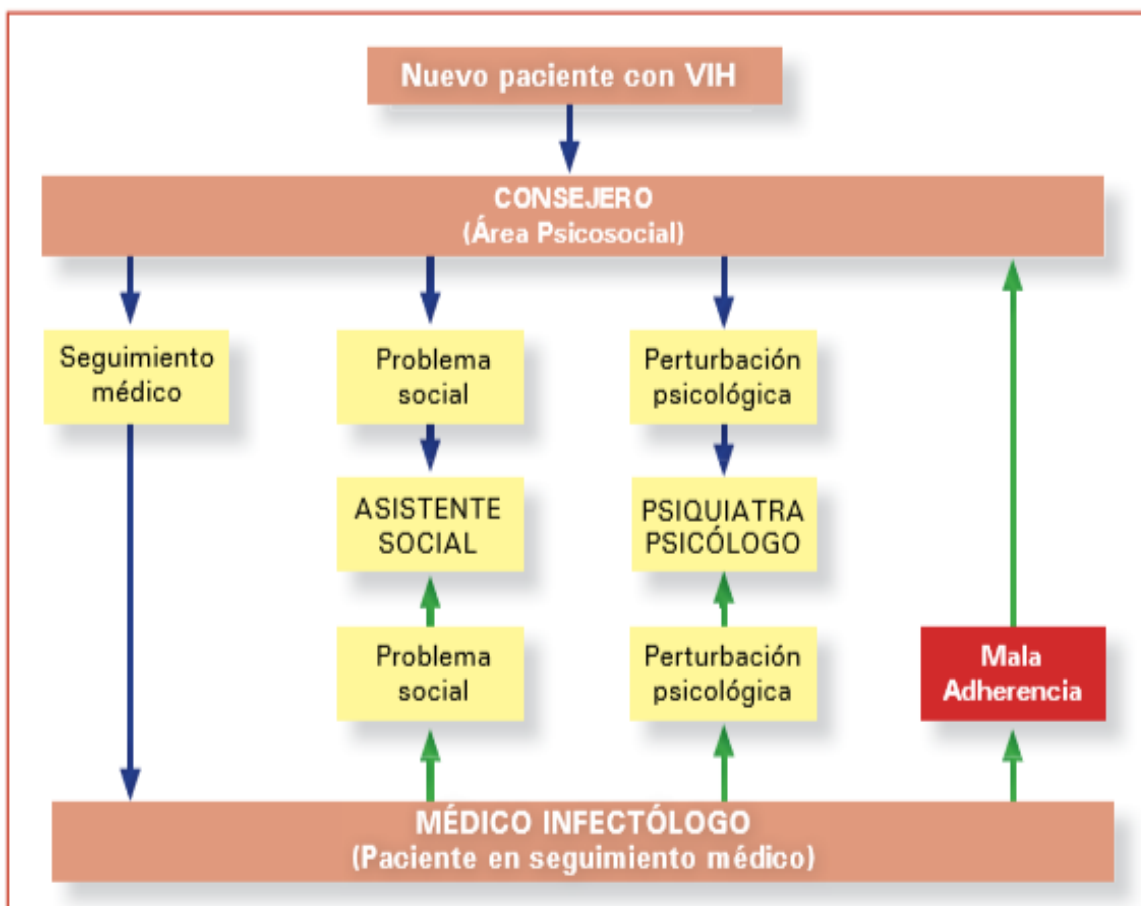 Nuevo paciente con VIH
CONSEJERO
(Área Psicosocial)
Seguimiento
médico
Problema
social
Perturbación
psicológica
ASISTENTE
SOCIAL
PSIQUIATRA
PSICÓLOGO
Problema
social
Perturbación
psicológica
Mala
Adherencia
MÉDICO INFECTÓLOGO
(Paciente en seguimiento médico)